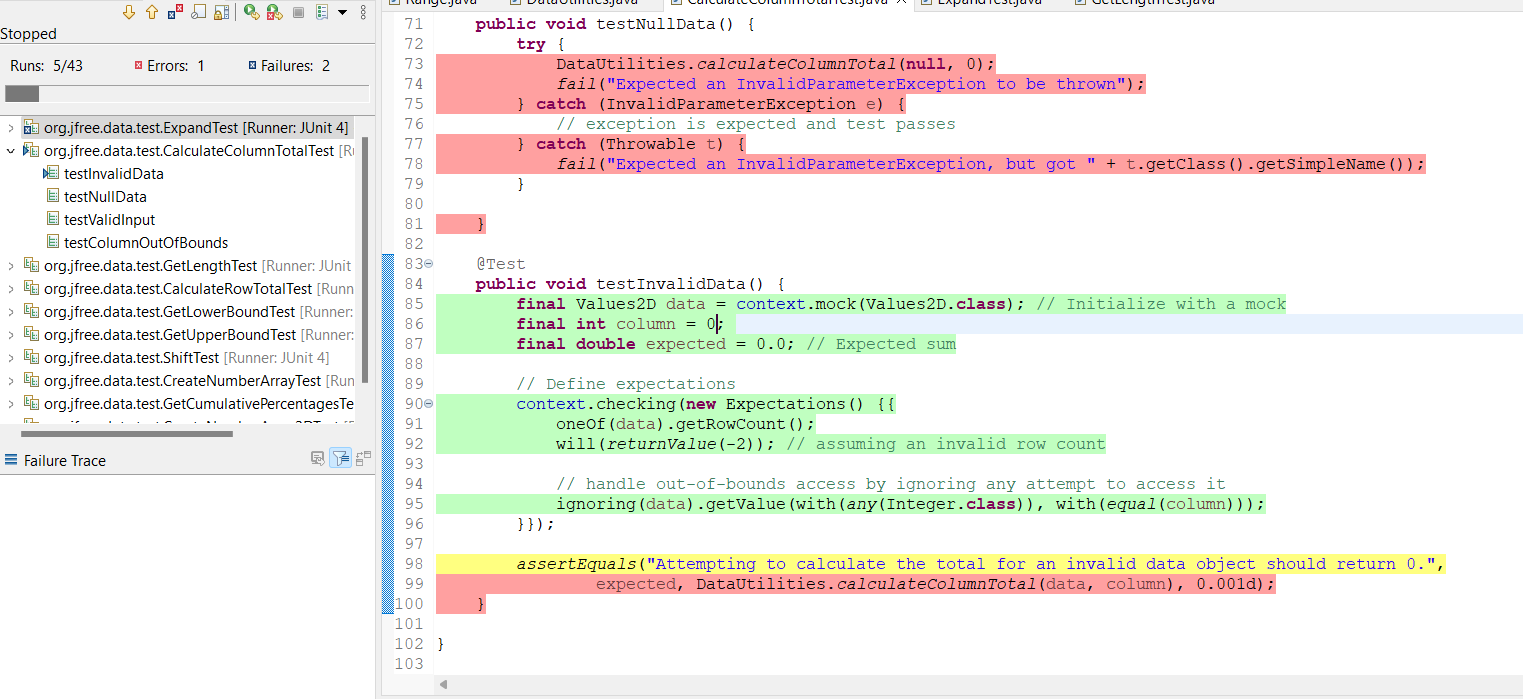 Range.java DataUtilities.java CalculateColumnTotalTest.java ExpandTest.java GetLengthTest.java
Stopped
Runs: 5/43 Errors: 1 Failures: 2
org.jfree.data.test.ExpandTest [Runner: JUnit 4]
org.jfree.data.test.CalculateColumnTotalTest [Ru
testInvalidData
testNullData
testValidInput
testColumnOutOfBounds
org.jfree.data.test.GetLengthTest [Runner: JUnit
org.jfree.data.test.CalculateRowTotalTest [Runn
org.jfree.data.test.GetLowerBoundTest [Runner:
org.jfree.data.test.GetUpperBoundTest [Runner:
org.jfree.data.test.ShiftTest [Runner: JUnit 4]
org.jfree.data.test.CreateNumberArrayTest [Run
org.jfree.data.test.GetCumulativePercentagesTe
Failure Trace
71 public void testNullData() {
72 try {
73 DataUtilities.calculateColumnTotal(null, 0);
74 fail("Expected an InvalidParameterException to be thrown");
75 } catch (InvalidParameterException e) {
76 // exception is expected and test passes
77 } catch (Throwable t) {
78 fail("Expected an InvalidParameterException, but got " + t.getClass().getSimpleName());
79 }
80
81 }
82
83 @Test
84 public void testInvalidData() {
85 final Values2D data = context.mock(Values2D.class); // Initialize with a mock
86 final int column = 0;
87 final double expected = 0.0; // Expected sum
88
89 // Define expectations
90 context.checking(new Expectations() {{
91 oneOf(data).getRowCount();
92 will(returnValue(-2)); // assuming an invalid row count
93
94 // handle out-of-bounds access by ignoring any attempt to access it
95 ignoring(data).getValue(with(any(Integer.class)), with(equal(column)));
96 }});
97
98 assertEquals("Attempting to calculate the total for an invalid data object should return 0.",
99 expected, DataUtilities.calculateColumnTotal(data, column), 0.001d);
100 }
101
102 }
103